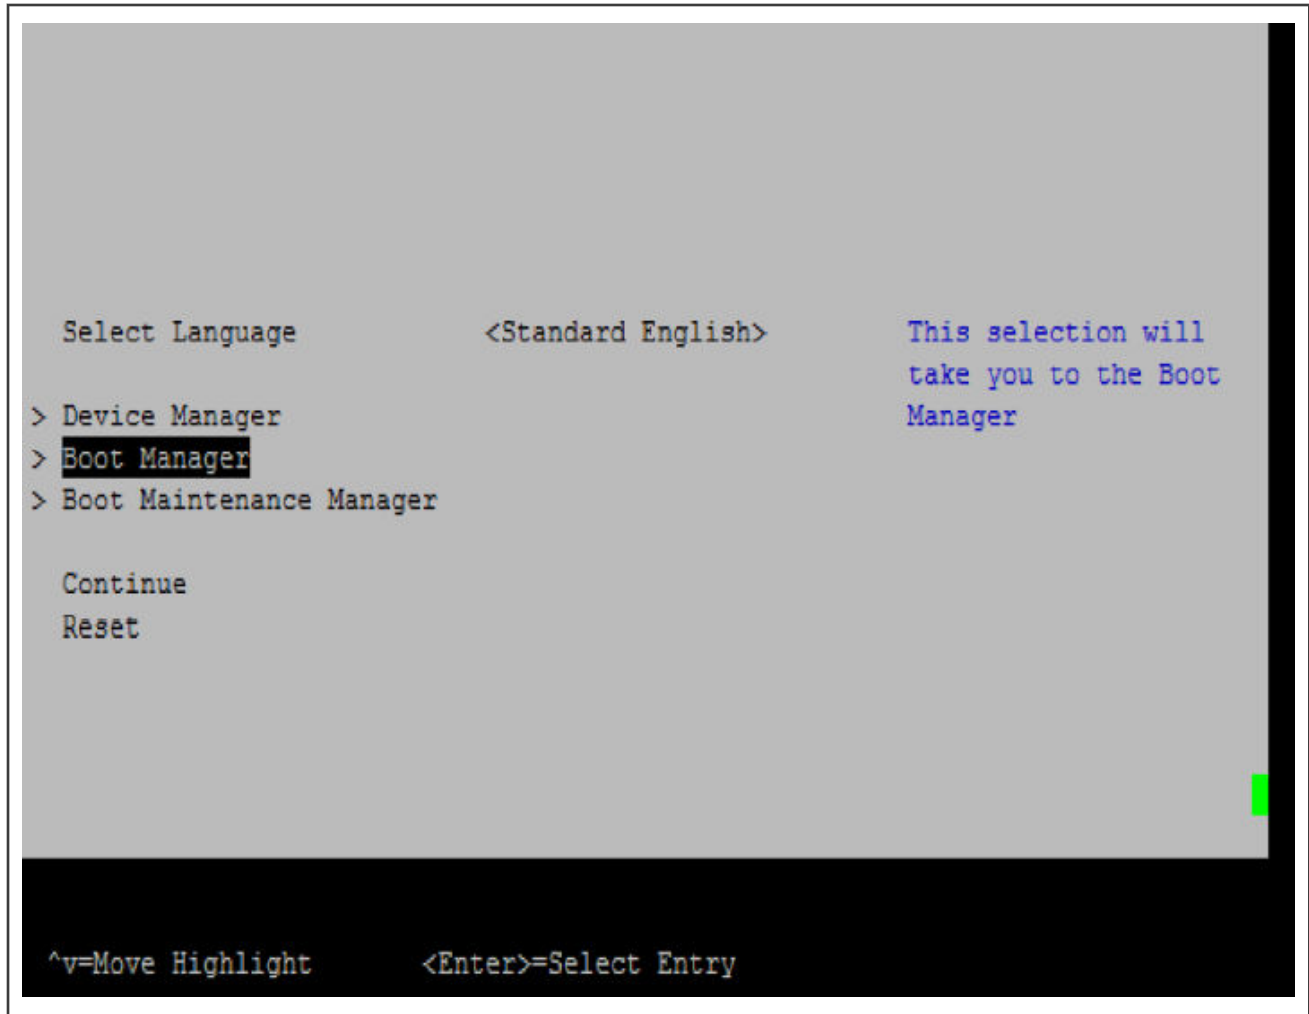 Select Language <Standard English> This selection will
take you to the Boot
> Device Manager Manager
> Boot Manager
> Boot Maintenance Manager
Continue
Reset
^v=Move Highlight <Enter>=Select Entry